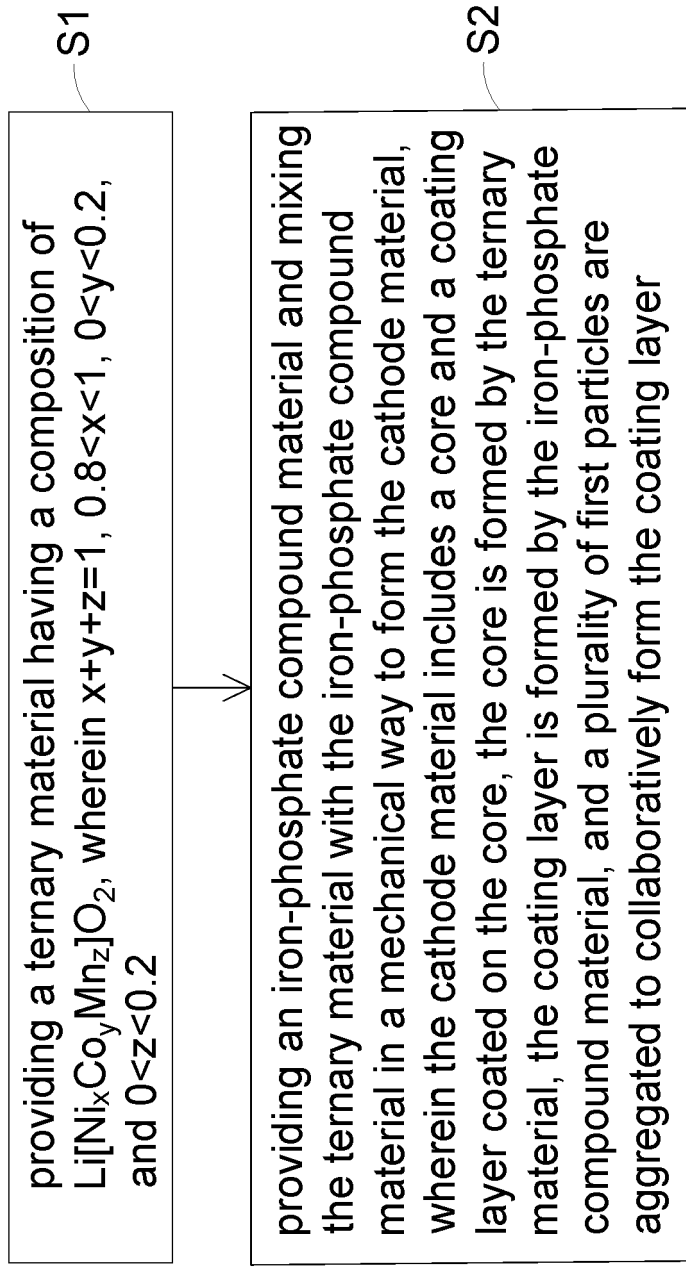 providing a ternary material having a composition of
Li[NiₓCoᵧMn_z]O₂, wherein x+y+z=1, 0.8<x<1, 0<y<0.2,
and 0<z<0.2
S1
providing an iron-phosphate compound material and mixing
the ternary material with the iron-phosphate compound
material in a mechanical way to form the cathode material,
wherein the cathode material includes a core and a coating
layer coated on the core, the core is formed by the ternary
material, the coating layer is formed by the iron-phosphate
compound material, and a plurality of first particles are
aggregated to collaboratively form the coating layer
S2